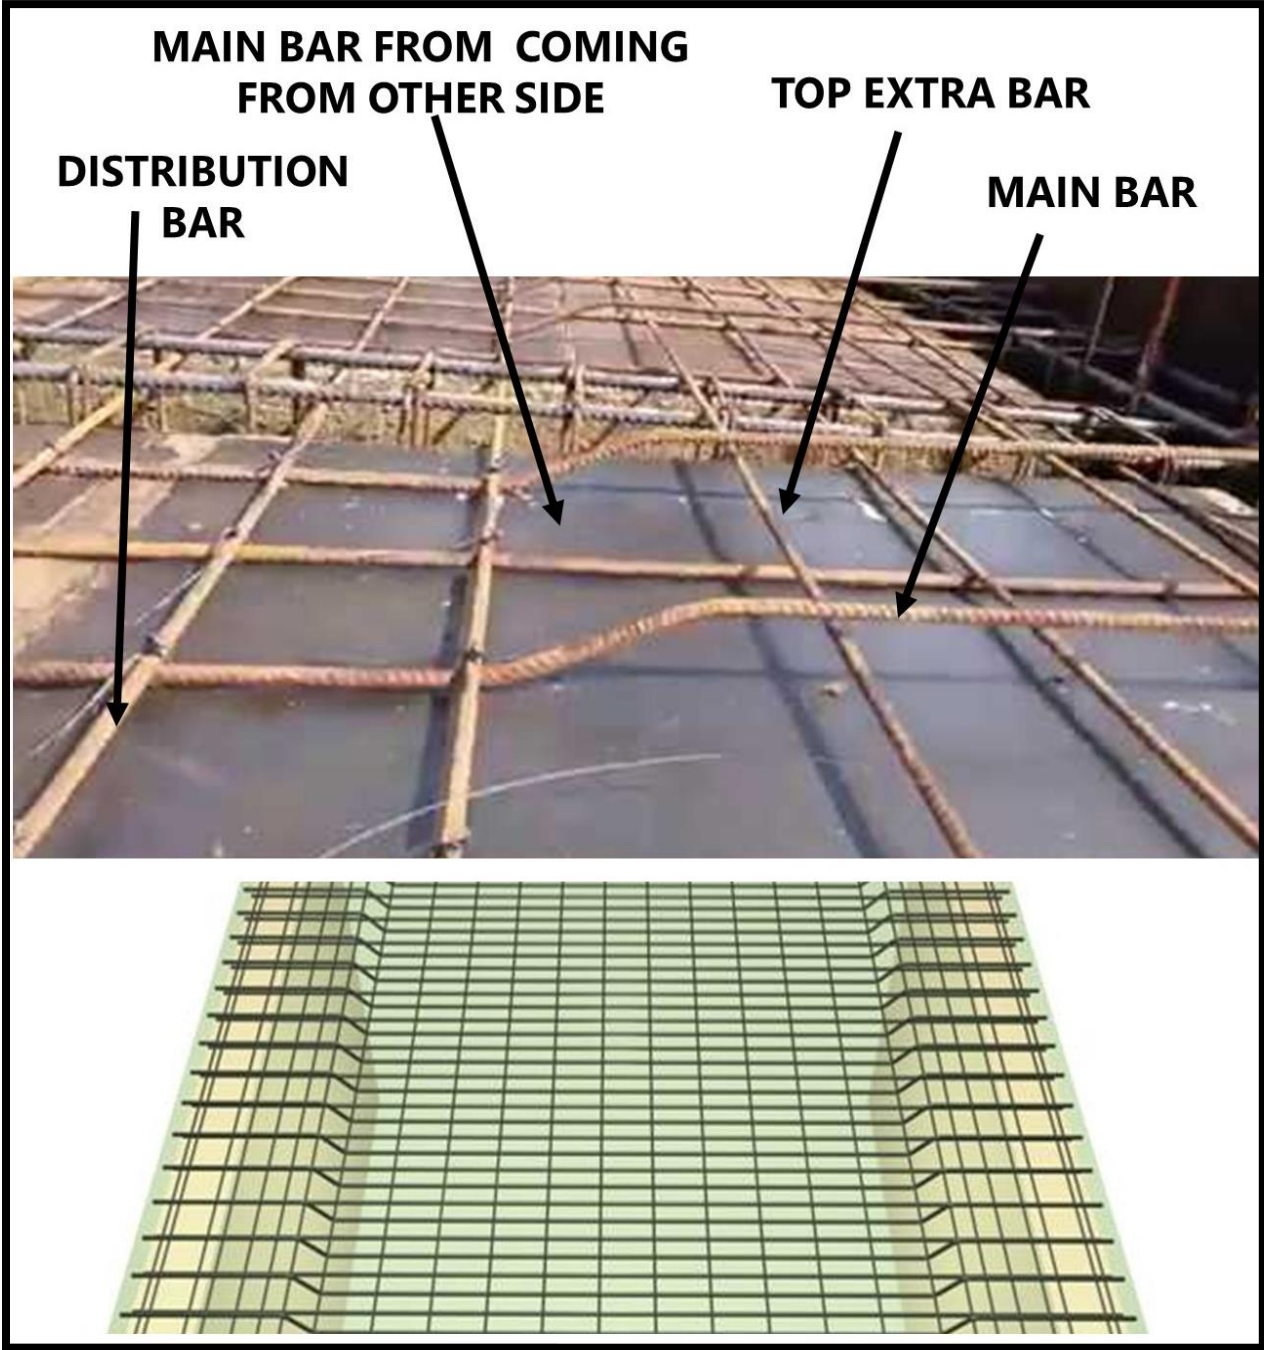 MAIN BAR FROM COMING
FROM OTHER SIDE
TOP EXTRA BAR
DISTRIBUTION
BAR
MAIN BAR